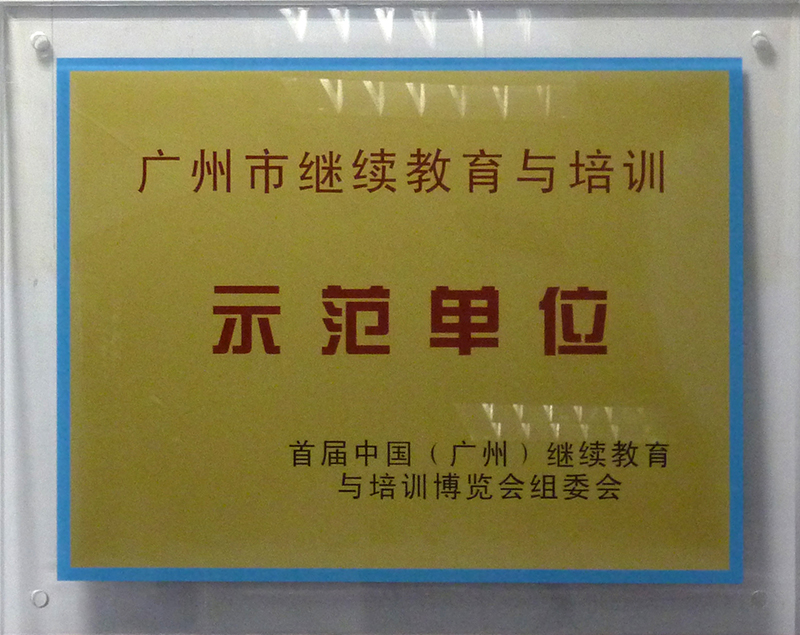 广州市继续教育与培训
示范单位
首届中国（广州）继续教育
与培训博览会组委会